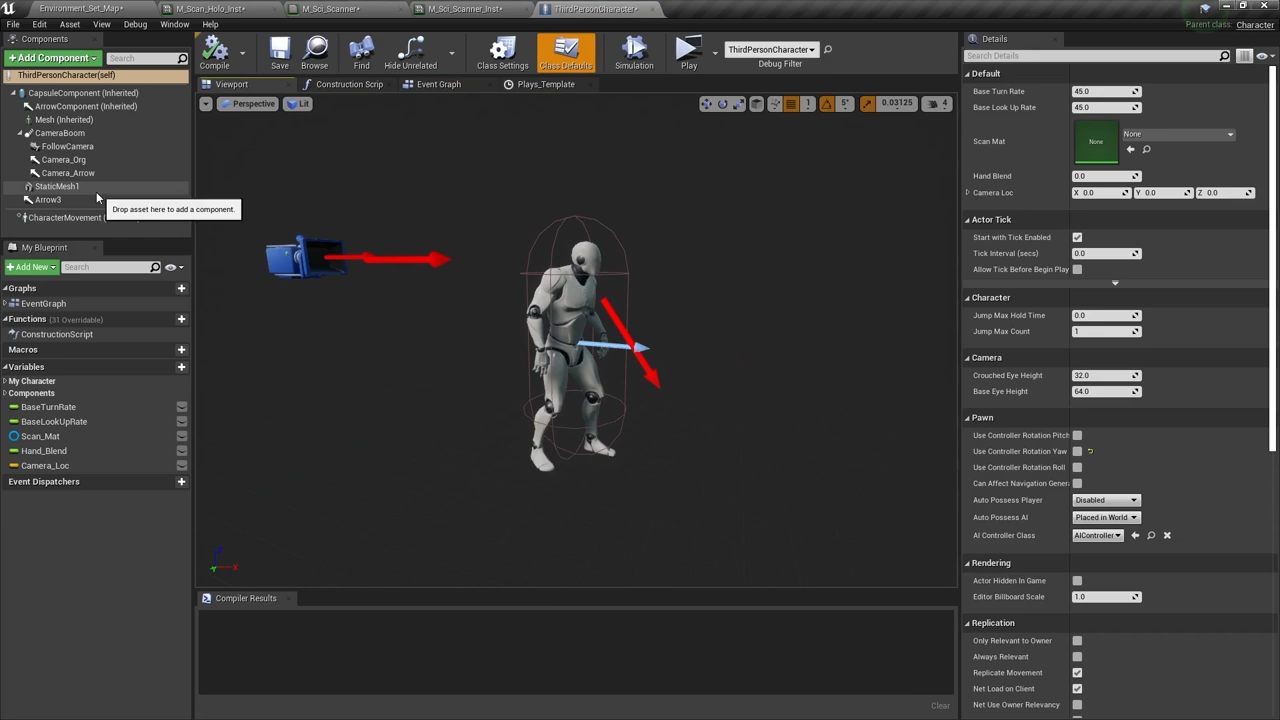 Environment_Set_Map*
M_Scan_Holo_Inst*
M_Sci_Scanner*
M_Sci_Scanner_Inst*
ThirdPersonCharacter*
File Edit Asset View Debug Window Help
Parent class: Character
Components
+ Add Component
Search
ThirdPersonCharacter(self)
CapsuleComponent (Inherited)
ArrowComponent (Inherited)
Mesh (Inherited)
CameraBoom
FollowCamera
Camera_Org
Camera_Arrow
StaticMesh1
Arrow3
CharacterMovement (
Drop asset here to add a component.
My Blueprint
+ Add New
Search
Graphs
EventGraph
Functions (31 Overridable)
ConstructionScript
Macros
Variables
My Character
Components
BaseTurnRate
BaseLookUpRate
Scan_Mat
Hand_Blend
Camera_Loc
Event Dispatchers
Compile
Save
Browse
Find
Hide Unrelated
Class Settings
Class Defaults
Simulation
Play
ThirdPersonCharacter
Debug Filter
Viewport
Construction Scrip
Event Graph
Plays_Template
Perspective
Lit
1
5°
0.03125
4
Compiler Results
Clear
Details
Search Details
Default
Base Turn Rate 45.0
Base Look Up Rate 45.0
Scan Mat None None
Hand Blend 0.0
Camera Loc X 0.0 Y 0.0 Z 0.0
Actor Tick
Start with Tick Enabled
Tick Interval (secs) 0.0
Allow Tick Before Begin Play
Character
Jump Max Hold Time 0.0
Jump Max Count 1
Camera
Crouched Eye Height 32.0
Base Eye Height 64.0
Pawn
Use Controller Rotation Pitch
Use Controller Rotation Yaw
Use Controller Rotation Roll
Can Affect Navigation Genera
Auto Possess Player Disabled
Auto Possess AI Placed in World
AI Controller Class AIController
Rendering
Actor Hidden In Game
Editor Billboard Scale 1.0
Replication
Only Relevant to Owner
Always Relevant
Replicate Movement
Net Load on Client
Net Use Owner Relevancy